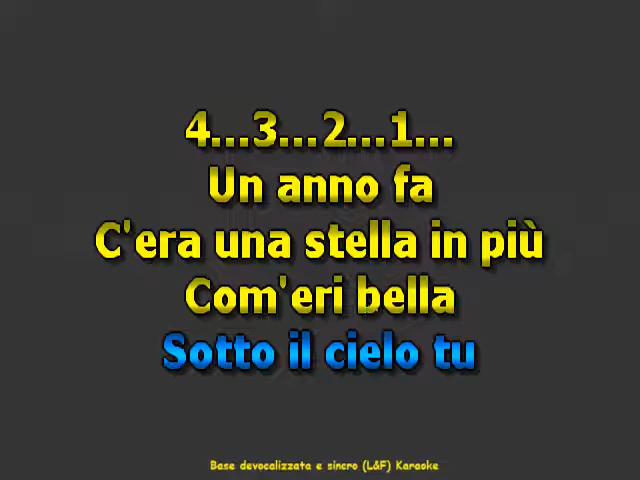 4...3...2...1...
Un anno fa
C'era una stella in più
Com'eri bella
Sotto il cielo tu
Base devocalizzata e sincro (L&F) Karaoke